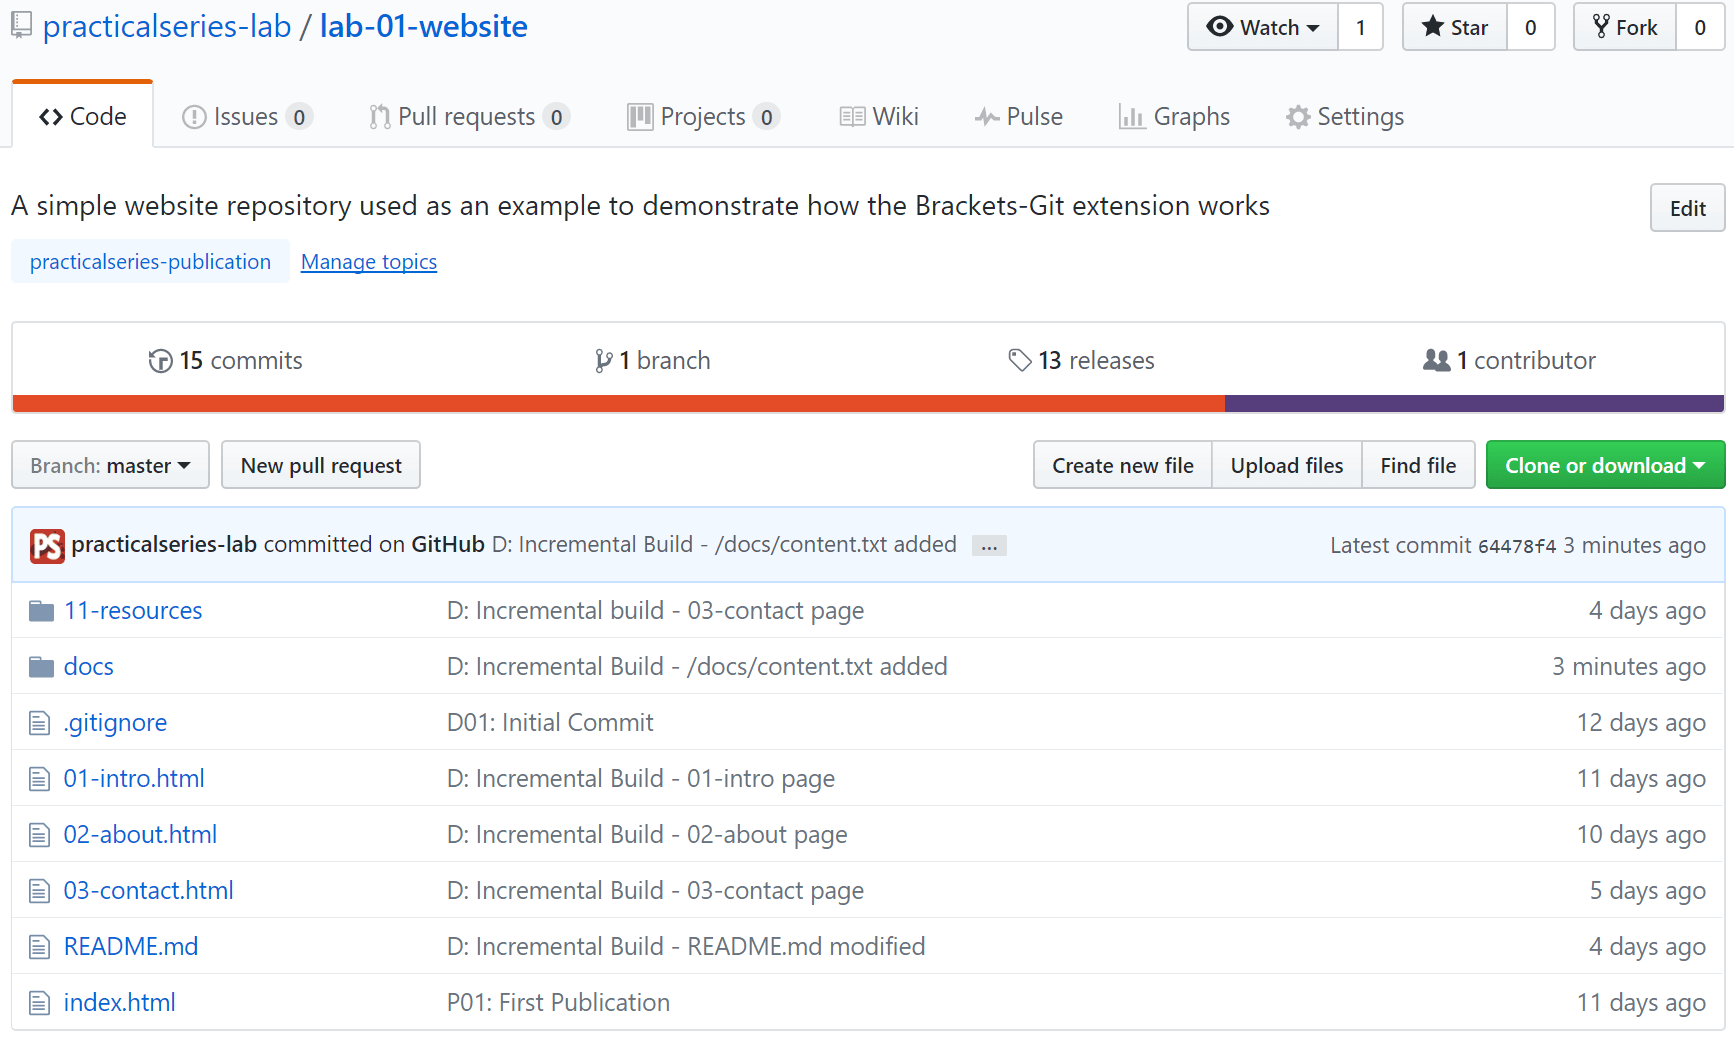 practicalseries-lab / lab-01-website Watch 1 Star 0 Fork 0
Code Issues 0 Pull requests 0 Projects 0 Wiki Pulse Graphs Settings
A simple website repository used as an example to demonstrate how the Brackets-Git extension works Edit
practicalseries-publication Manage topics
15 commits 1 branch 13 releases 1 contributor
Branch: master New pull request Create new file Upload files Find file Clone or download
PS practicalseries-lab committed on GitHub D: Incremental Build - /docs/content.txt added ... Latest commit 64478f4 3 minutes ago
11-resources D: Incremental build - 03-contact page 4 days ago
docs D: Incremental Build - /docs/content.txt added 3 minutes ago
.gitignore D01: Initial Commit 12 days ago
01-intro.html D: Incremental Build - 01-intro page 11 days ago
02-about.html D: Incremental Build - 02-about page 10 days ago
03-contact.html D: Incremental Build - 03-contact page 5 days ago
README.md D: Incremental Build - README.md modified 4 days ago
index.html P01: First Publication 11 days ago